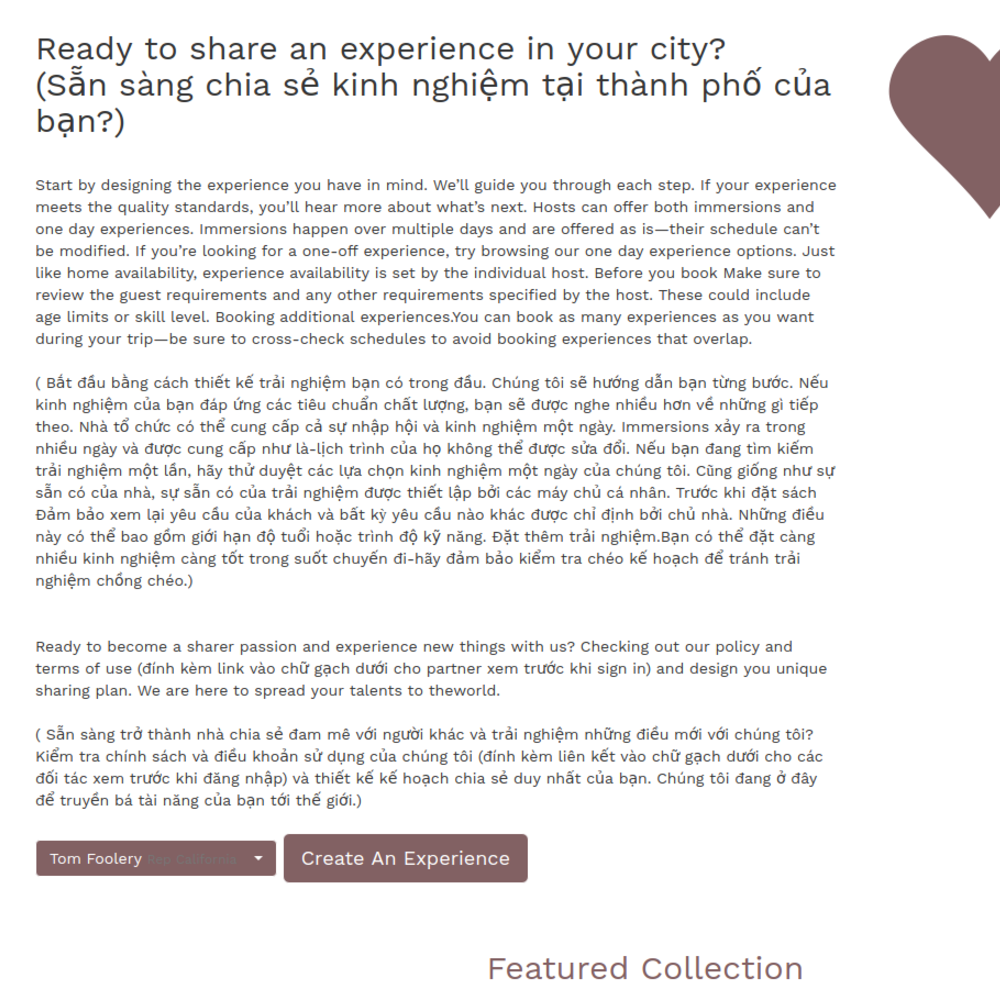 Ready to share an experience in your city?
(Sẵn sàng chia sẻ kinh nghiệm tại thành phố của
bạn?)
Start by designing the experience you have in mind. We’ll guide you through each step. If your experience
meets the quality standards, you’ll hear more about what’s next. Hosts can offer both immersions and
one day experiences. Immersions happen over multiple days and are offered as is—their schedule can’t
be modified. If you’re looking for a one-off experience, try browsing our one day experience options. Just
like home availability, experience availability is set by the individual host. Before you book Make sure to
review the guest requirements and any other requirements specified by the host. These could include
age limits or skill level. Booking additional experiences.You can book as many experiences as you want
during your trip—be sure to cross-check schedules to avoid booking experiences that overlap.
( Bắt đầu bằng cách thiết kế trải nghiệm bạn có trong đầu. Chúng tôi sẽ hướng dẫn bạn từng bước. Nếu
kinh nghiệm của bạn đáp ứng các tiêu chuẩn chất lượng, bạn sẽ được nghe nhiều hơn về những gì tiếp
theo. Nhà tổ chức có thể cung cấp cả sự nhập hội và kinh nghiệm một ngày. Immersions xảy ra trong
nhiều ngày và được cung cấp như là-lịch trình của họ không thể được sửa đổi. Nếu bạn đang tìm kiếm
trải nghiệm một lần, hãy thử duyệt các lựa chọn kinh nghiệm một ngày của chúng tôi. Cũng giống như sự
sẵn có của nhà, sự sẵn có của trải nghiệm được thiết lập bởi các máy chủ cá nhân. Trước khi đặt sách
Đảm bảo xem lại yêu cầu của khách và bất kỳ yêu cầu nào khác được chỉ định bởi chủ nhà. Những điều
này có thể bao gồm giới hạn độ tuổi hoặc trình độ kỹ năng. Đặt thêm trải nghiệm.Bạn có thể đặt càng
nhiều kinh nghiệm càng tốt trong suốt chuyến đi-hãy đảm bảo kiểm tra chéo kế hoạch để tránh trải
nghiệm chồng chéo.)
Ready to become a sharer passion and experience new things with us? Checking out our policy and
terms of use (đính kèm link vào chữ gạch dưới cho partner xem trước khi sign in) and design you unique
sharing plan. We are here to spread your talents to theworld.
( Sẵn sàng trở thành nhà chia sẻ đam mê với người khác và trải nghiệm những điều mới với chúng tôi?
Kiểm tra chính sách và điều khoản sử dụng của chúng tôi (đính kèm liên kết vào chữ gạch dưới cho các
đối tác xem trước khi đăng nhập) và thiết kế kế hoạch chia sẻ duy nhất của bạn. Chúng tôi đang ở đây
để truyền bá tài năng của bạn tới thế giới.)
Tom Foolery Rep California
Create An Experience
Featured Collection